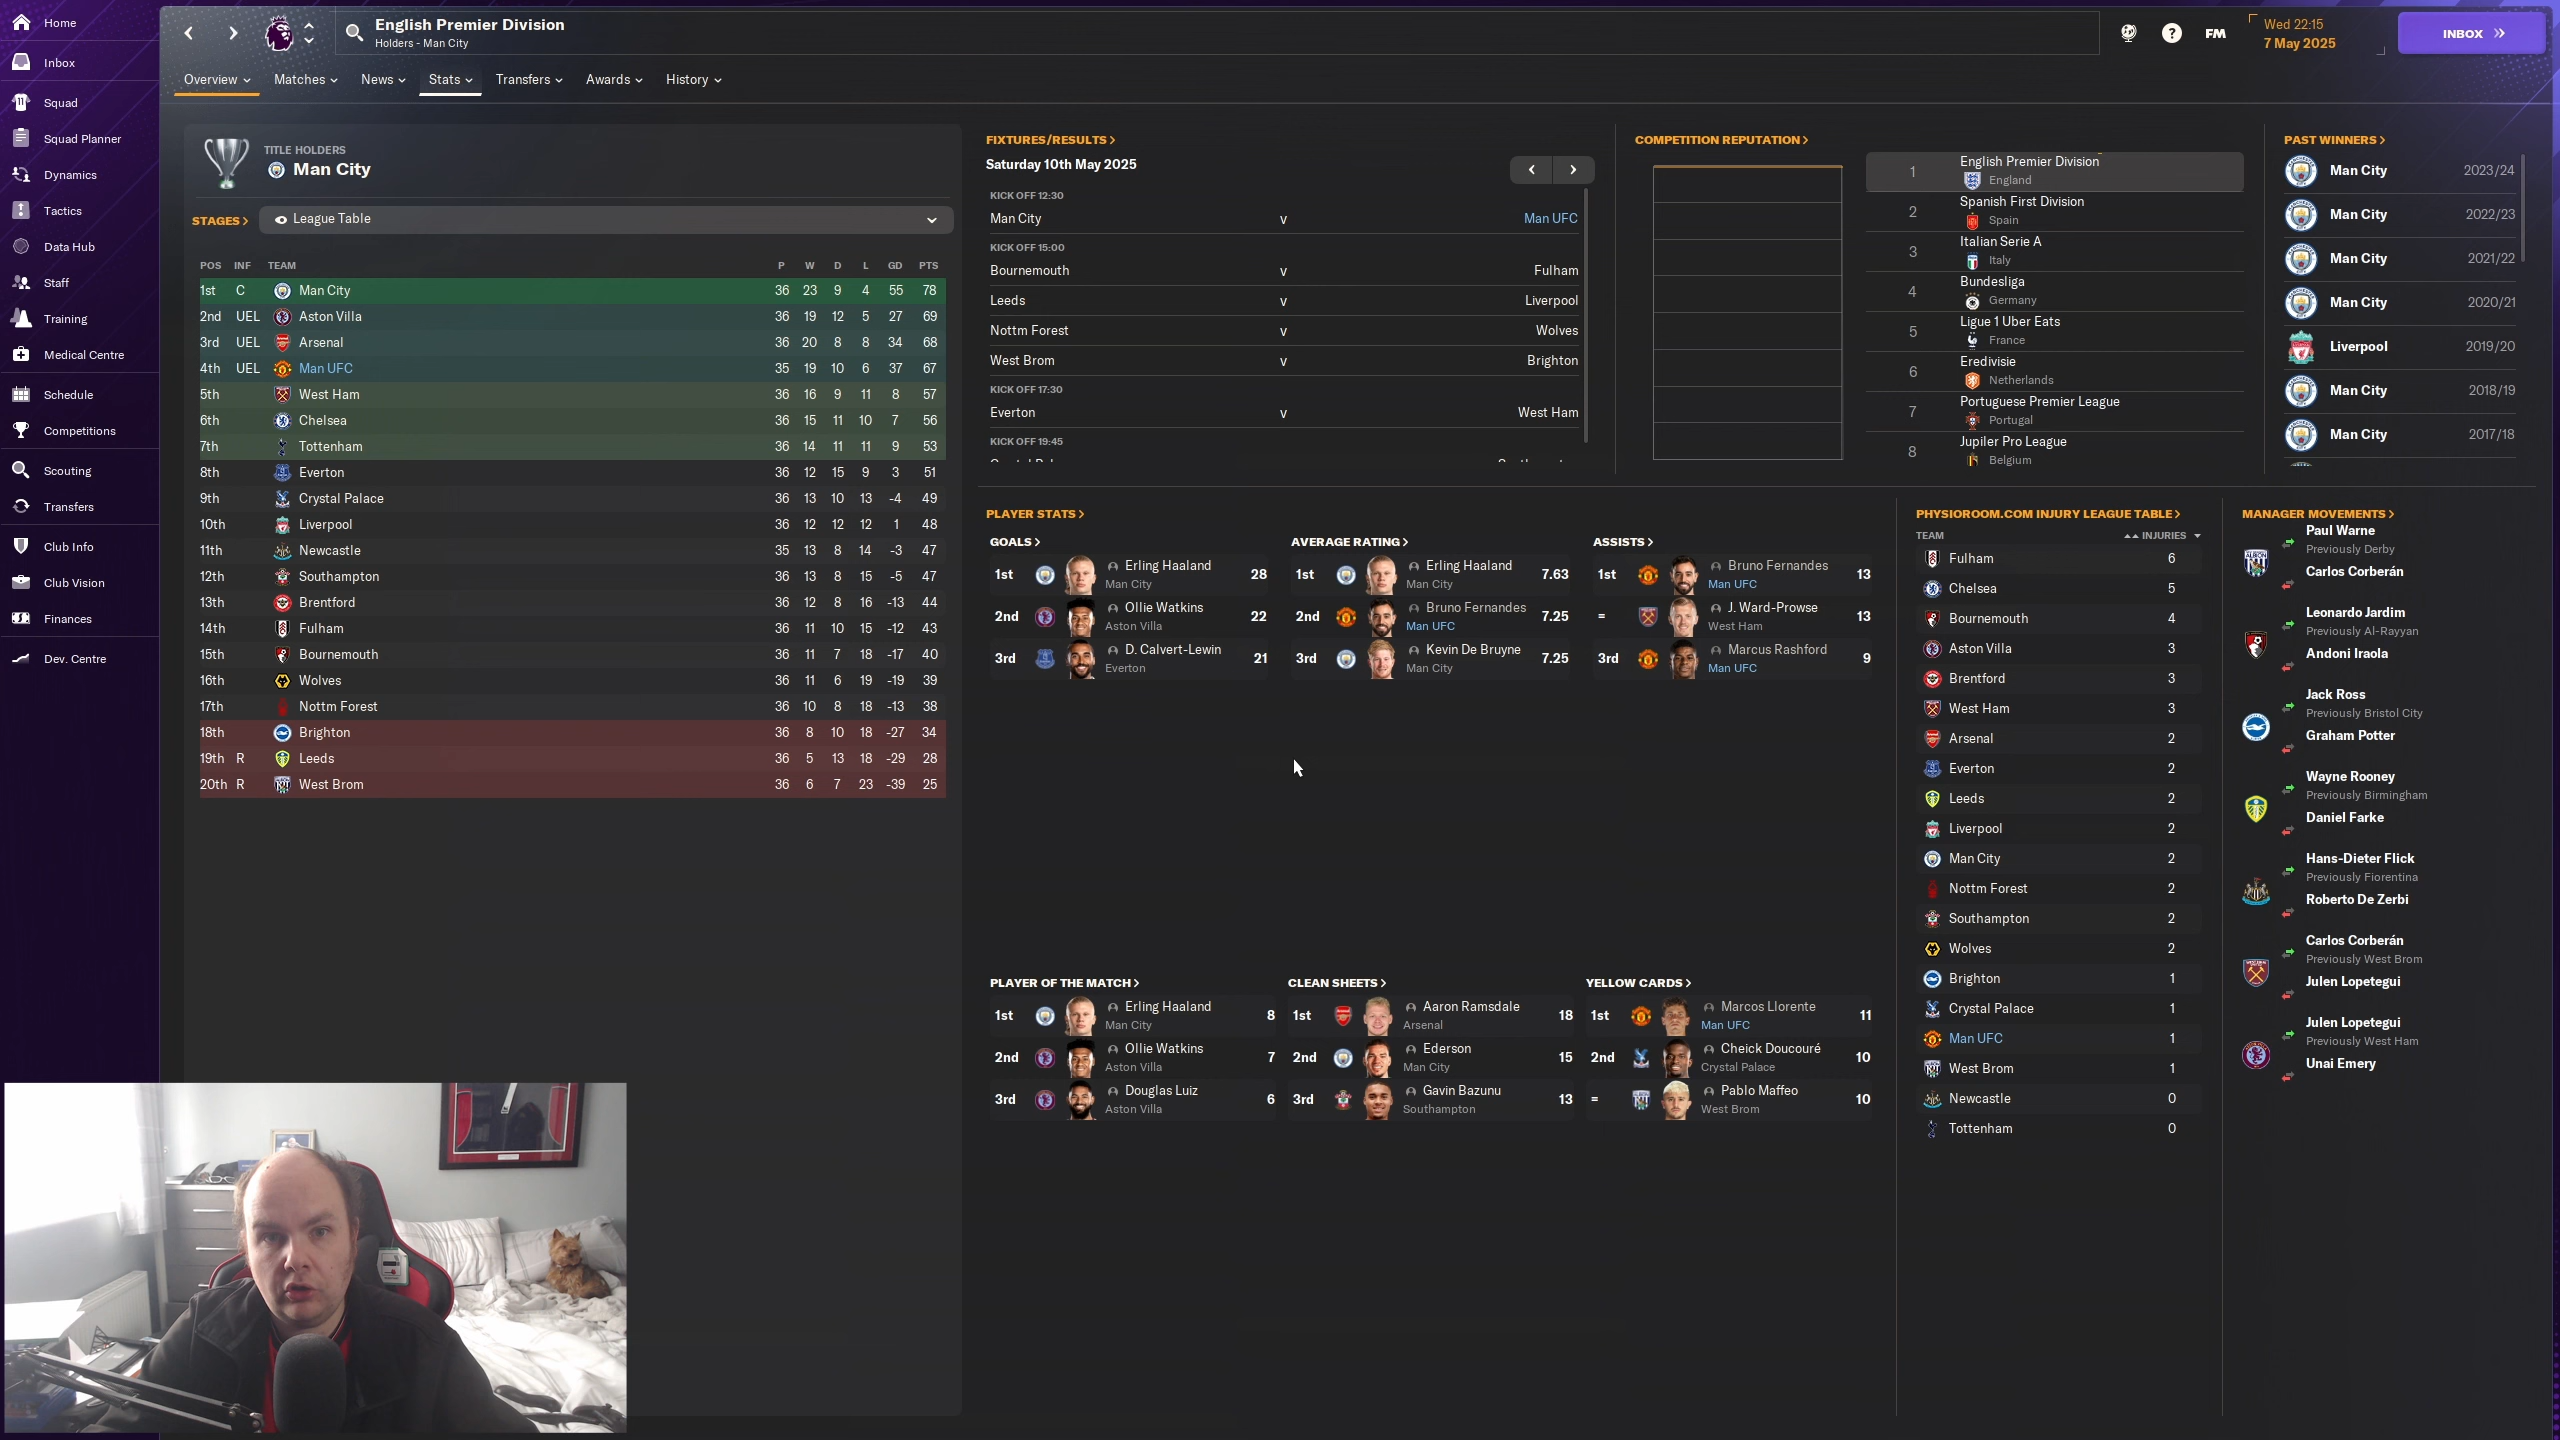 Home
Inbox
Squad
Squad Planner
Dynamics
Tactics
Data Hub
Staff
Training
Medical Centre
Schedule
Competitions
Scouting
Transfers
Club Info
Club Vision
Finances
Dev. Centre
English Premier Division
Holders - Man City
FM
Wed 22:15
7 May 2025
INBOX
Overview Matches News Stats Transfers Awards History
TITLE HOLDERS
Man City
STAGES League Table
POS INF TEAM P W D L GD PTS
1st C Man City 36 23 9 4 55 78
2nd UEL Aston Villa 36 19 12 5 27 69
3rd UEL Arsenal 36 20 8 8 34 68
4th UEL Man UFC 35 19 10 6 37 67
5th West Ham 36 16 9 11 8 57
6th Chelsea 36 15 11 10 7 56
7th Tottenham 36 14 11 11 9 53
8th Everton 36 12 15 9 3 51
9th Crystal Palace 36 13 10 13 -4 49
10th Liverpool 36 12 12 12 1 48
11th Newcastle 35 13 8 14 -3 47
12th Southampton 36 13 8 15 -5 47
13th Brentford 36 12 8 16 -13 44
14th Fulham 36 11 10 15 -12 43
15th Bournemouth 36 11 7 18 -17 40
16th Wolves 36 11 6 19 -19 39
17th Nottm Forest 36 10 8 18 -13 38
18th Brighton 36 8 10 18 -27 34
19th R Leeds 36 5 13 18 -29 28
20th R West Brom 36 6 7 23 -39 25
FIXTURES/RESULTS
Saturday 10th May 2025
KICK OFF 12:30
Man City v Man UFC
KICK OFF 15:00
Bournemouth v Fulham
Leeds v Liverpool
Nottm Forest v Wolves
West Brom v Brighton
KICK OFF 17:30
Everton v West Ham
KICK OFF 19:45
COMPETITION REPUTATION
1 English Premier Division
England
2 Spanish First Division
Spain
3 Italian Serie A
Italy
4 Bundesliga
Germany
5 Ligue 1 Uber Eats
France
6 Eredivisie
Netherlands
7 Portuguese Premier League
Portugal
8 Jupiler Pro League
Belgium
PAST WINNERS
Man City 2023/24
Man City 2022/23
Man City 2021/22
Man City 2020/21
Liverpool 2019/20
Man City 2018/19
Man City 2017/18
PLAYER STATS
GOALS
1st Erling Haaland 28
Man City
2nd Ollie Watkins 22
Aston Villa
3rd D. Calvert-Lewin 21
Everton
AVERAGE RATING
1st Erling Haaland 7.63
Man City
2nd Bruno Fernandes 7.25
Man UFC
3rd Kevin De Bruyne 7.25
Man City
ASSISTS
1st Bruno Fernandes 13
Man UFC
= J. Ward-Prowse 13
West Ham
3rd Marcus Rashford 9
Man UFC
PLAYER OF THE MATCH
1st Erling Haaland 8
Man City
2nd Ollie Watkins 7
Aston Villa
3rd Douglas Luiz 6
Aston Villa
CLEAN SHEETS
1st Aaron Ramsdale 18
Arsenal
2nd Ederson 15
Man City
3rd Gavin Bazunu 13
Southampton
YELLOW CARDS
1st Marcos Llorente 11
Man UFC
2nd Cheick Doucouré 10
Crystal Palace
= Pablo Maffeo 10
West Brom
PHYSIOROOM.COM INJURY LEAGUE TABLE
TEAM INJURIES
Fulham 6
Chelsea 5
Bournemouth 4
Aston Villa 3
Brentford 3
West Ham 3
Arsenal 2
Everton 2
Leeds 2
Liverpool 2
Man City 2
Nottm Forest 2
Southampton 2
Wolves 2
Brighton 1
Crystal Palace 1
Man UFC 1
West Brom 1
Newcastle 0
Tottenham 0
MANAGER MOVEMENTS
Paul Warne
Previously Derby
Carlos Corberán
Leonardo Jardim
Previously Al-Rayyan
Andoni Iraola
Jack Ross
Previously Bristol City
Graham Potter
Wayne Rooney
Previously Birmingham
Daniel Farke
Hans-Dieter Flick
Previously Fiorentina
Roberto De Zerbi
Carlos Corberán
Previously West Brom
Julen Lopetegui
Julen Lopetegui
Previously West Ham
Unai Emery